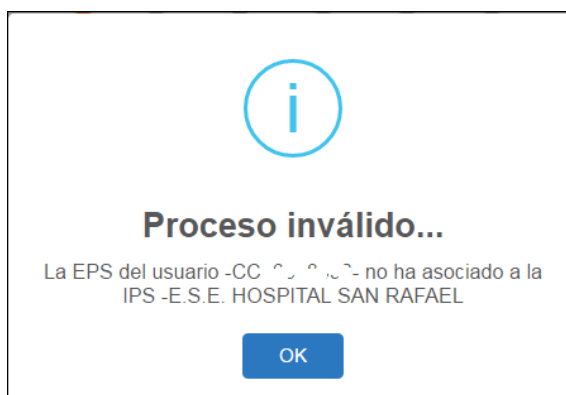 i
Proceso inválido...
La EPS del usuario -CC no ha asociado a la
IPS -E.S.E. HOSPITAL SAN RAFAEL
OK